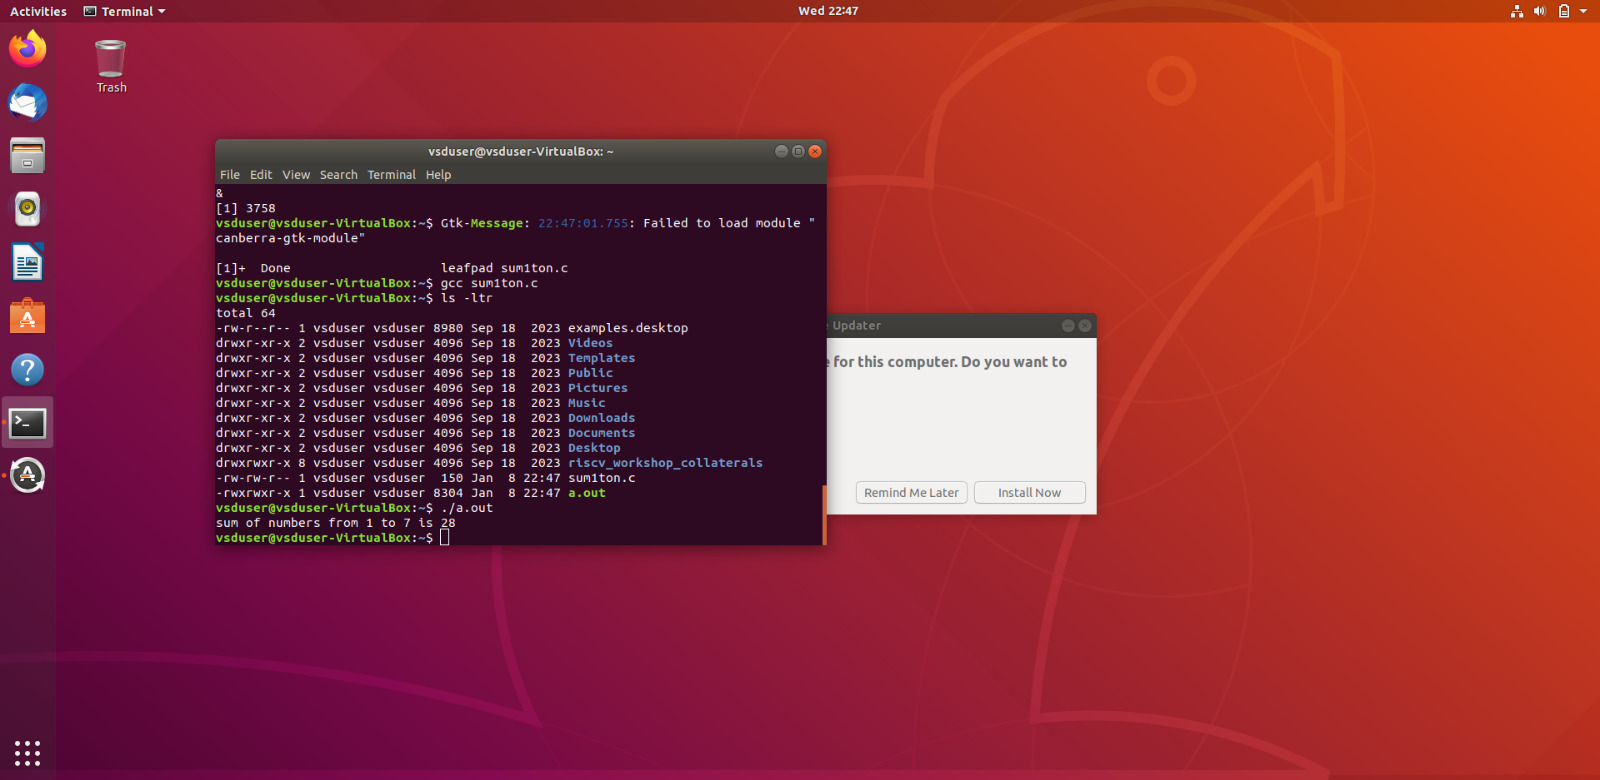 Activities Terminal Wed 22:47
Trash
vsduser@vsduser-VirtualBox: ~
File Edit View Search Terminal Help
&
[1] 3758
vsduser@vsduser-VirtualBox:~$ Gtk-Message: 22:47:01.755: Failed to load module "
canberra-gtk-module"
[1]+  Done                    leafpad sum1ton.c
vsduser@vsduser-VirtualBox:~$ gcc sum1ton.c
vsduser@vsduser-VirtualBox:~$ ls -ltr
total 64
-rw-r--r-- 1 vsduser vsduser 8980 Sep 18  2023 examples.desktop
drwxr-xr-x 2 vsduser vsduser 4096 Sep 18  2023 Videos
drwxr-xr-x 2 vsduser vsduser 4096 Sep 18  2023 Templates
drwxr-xr-x 2 vsduser vsduser 4096 Sep 18  2023 Public
drwxr-xr-x 2 vsduser vsduser 4096 Sep 18  2023 Pictures
drwxr-xr-x 2 vsduser vsduser 4096 Sep 18  2023 Music
drwxr-xr-x 2 vsduser vsduser 4096 Sep 18  2023 Downloads
drwxr-xr-x 2 vsduser vsduser 4096 Sep 18  2023 Documents
drwxr-xr-x 2 vsduser vsduser 4096 Sep 18  2023 Desktop
drwxrwxr-x 8 vsduser vsduser 4096 Sep 18  2023 riscv_workshop_collaterals
-rw-rw-r-- 1 vsduser vsduser  150 Jan  8 22:47 sum1ton.c
-rwxrwxr-x 1 vsduser vsduser 8304 Jan  8 22:47 a.out
vsduser@vsduser-VirtualBox:~$ ./a.out
sum of numbers from 1 to 7 is 28
vsduser@vsduser-VirtualBox:~$
Updater
for this computer. Do you want to
Remind Me Later Install Now